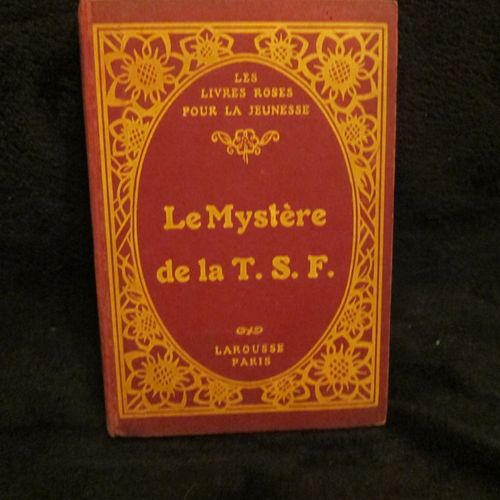 LES
LIVRES ROSES
POUR LA JEUNESSE
Le Mystère
de la T. S. F.
LAROUSSE
PARIS